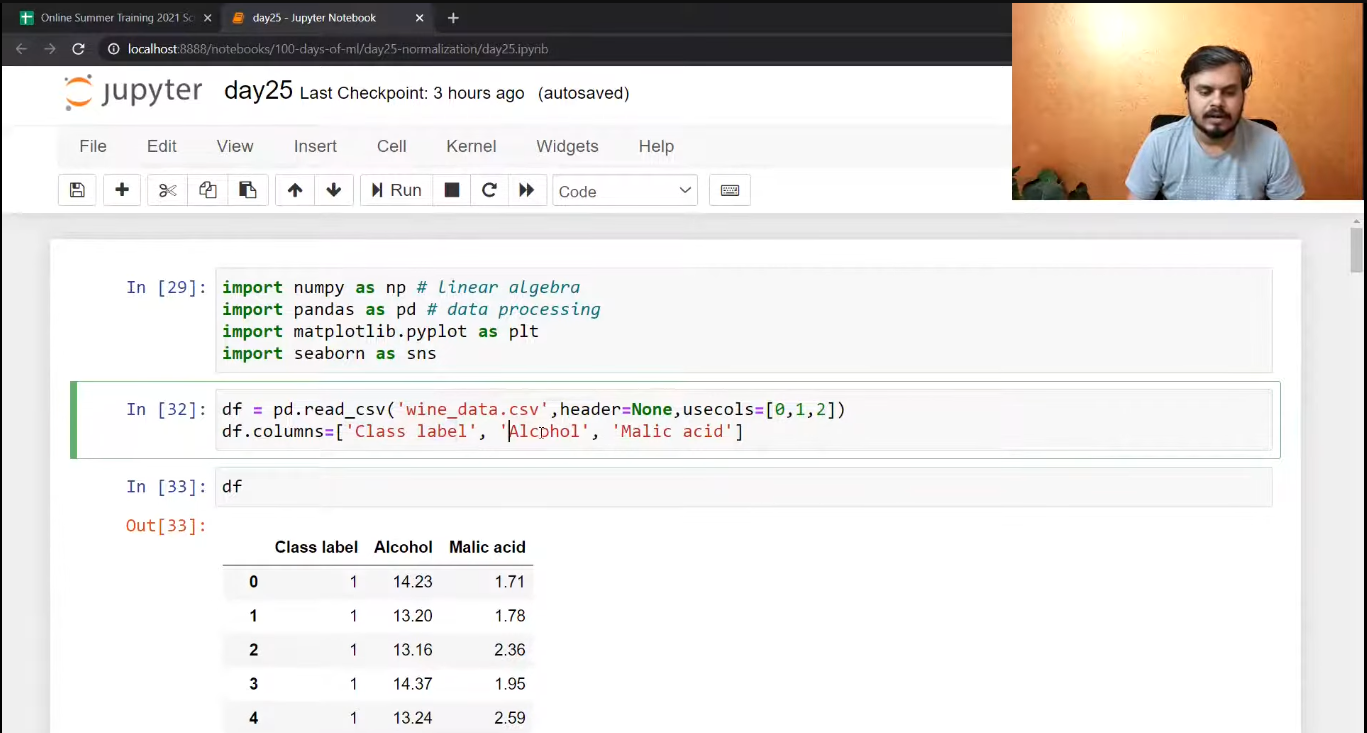 Online Summer Training 2021 Sc
day25 - Jupyter Notebook
localhost:8888/notebooks/100-days-of-ml/day25-normalization/day25.ipynb
jupyter day25 Last Checkpoint: 3 hours ago (autosaved)
File Edit View Insert Cell Kernel Widgets Help
Run Code
In [29]: import numpy as np # linear algebra
import pandas as pd # data processing
import matplotlib.pyplot as plt
import seaborn as sns
In [32]: df = pd.read_csv('wine_data.csv',header=None,usecols=[0,1,2])
df.columns=['Class label', 'Alcohol', 'Malic acid']
In [33]: df
Out[33]:
Class label Alcohol Malic acid
0 1 14.23 1.71
1 1 13.20 1.78
2 1 13.16 2.36
3 1 14.37 1.95
4 1 13.24 2.59